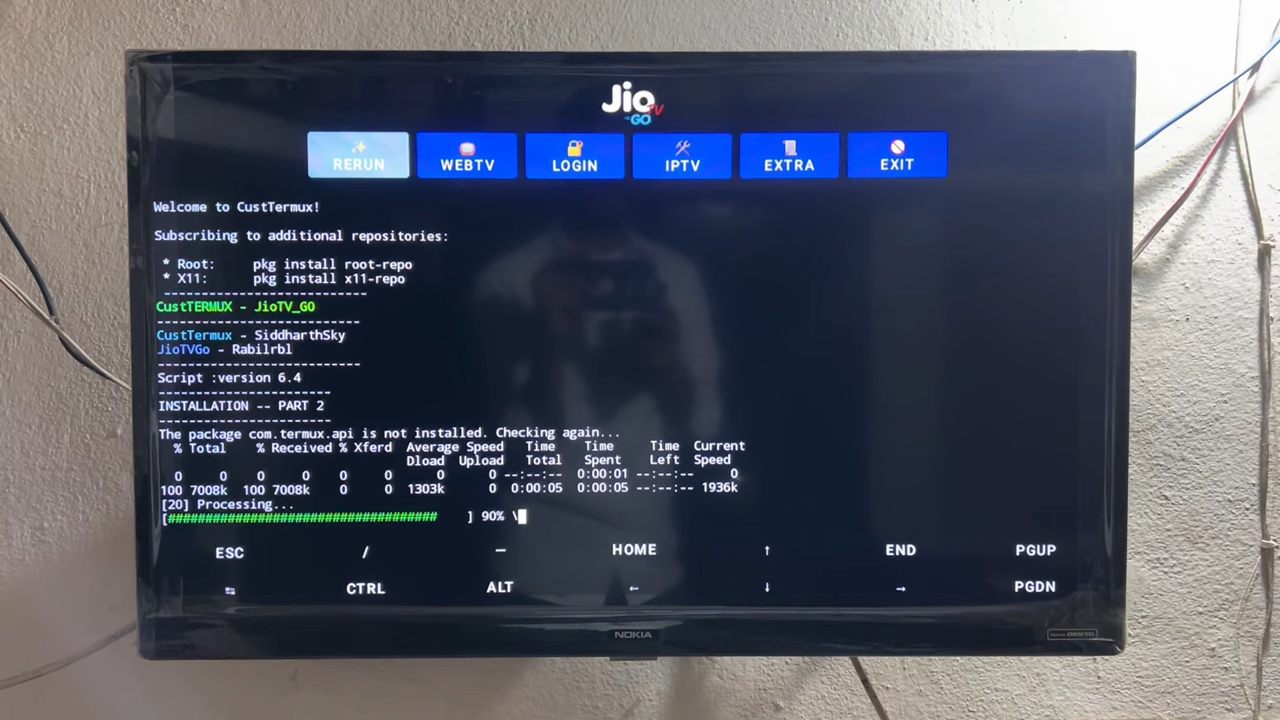 Jio
TV
GO
RERUN WEBTV LOGIN IPTV EXTRA EXIT
Welcome to CustTermux!
Subscribing to additional repositories:
* Root: pkg install root-repo
* X11: pkg install x11-repo
-----------------------------
CustTERMUX - JioTV_GO
----------------------------
CustTermux - SiddharthSky
JioTVGo - Rabilrbl
----------------------------
Script :version 6.4
------------------------
INSTALLATION -- PART 2
------------------------
The package com.termux.api is not installed. Checking again...
% Total % Received % Xferd Average Speed Time Time Time Current
Dload Upload Total Spent Left Speed
0 0 0 0 0 0 0 0 --:--:-- 0:00:01 --:--:-- 0
100 7008k 100 7008k 0 0 1303k 0 0:00:05 0:00:05 --:--:-- 1936k
[20] Processing...
[#################################### ] 90% \
ESC / — HOME ↑ END PGUP
CTRL ALT ← ↓ → PGDN
NOKIA
ONKYO